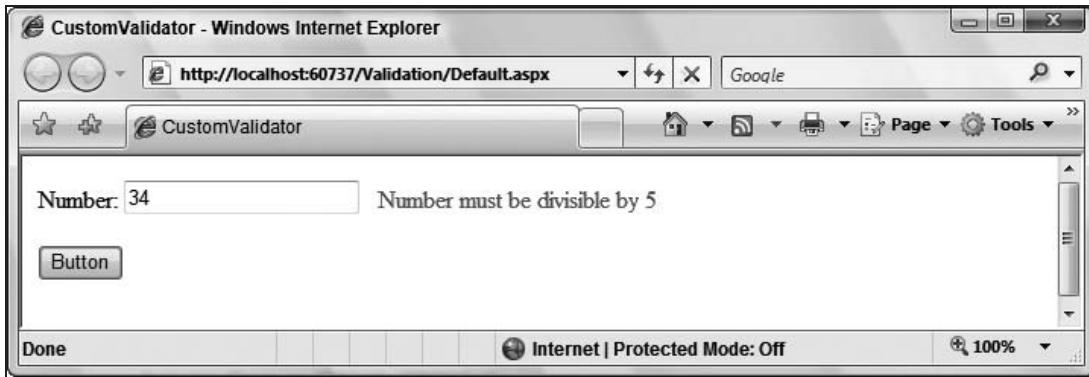 CustomValidator - Windows Internet Explorer
http://localhost:60737/Validation/Default.aspx
Google
CustomValidator
Page
Tools
Number: 34 Number must be divisible by 5
Button
Done
Internet | Protected Mode: Off
100%